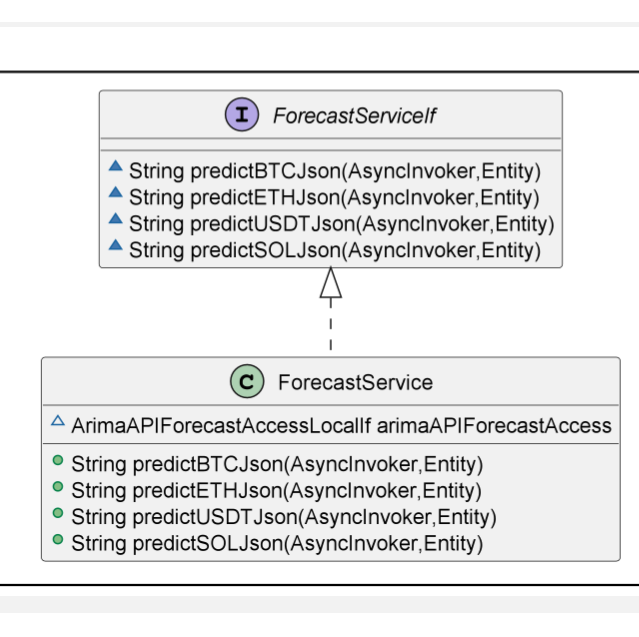 I ForecastServiceIf
String predictBTCJson(AsyncInvoker,Entity)
String predictETHJson(AsyncInvoker,Entity)
String predictUSDTJson(AsyncInvoker,Entity)
String predictSOLJson(AsyncInvoker,Entity)
C ForecastService
ArimaAPIForecastAccessLocalIf arimaAPIForecastAccess
String predictBTCJson(AsyncInvoker,Entity)
String predictETHJson(AsyncInvoker,Entity)
String predictUSDTJson(AsyncInvoker,Entity)
String predictSOLJson(AsyncInvoker,Entity)